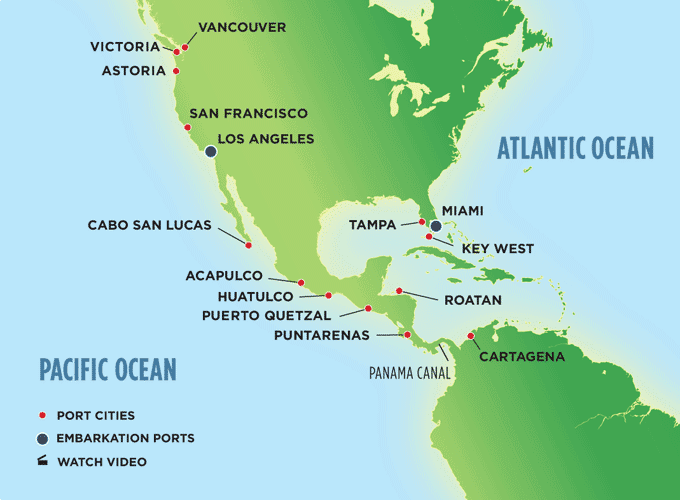 VANCOUVER
VICTORIA
ASTORIA
SAN FRANCISCO
LOS ANGELES
ATLANTIC OCEAN
MIAMI
TAMPA
CABO SAN LUCAS
KEY WEST
ACAPULCO
HUATULCO
ROATAN
PUERTO QUETZAL
PUNTARENAS
CARTAGENA
PANAMA CANAL
PACIFIC OCEAN
PORT CITIES
EMBARKATION PORTS
WATCH VIDEO